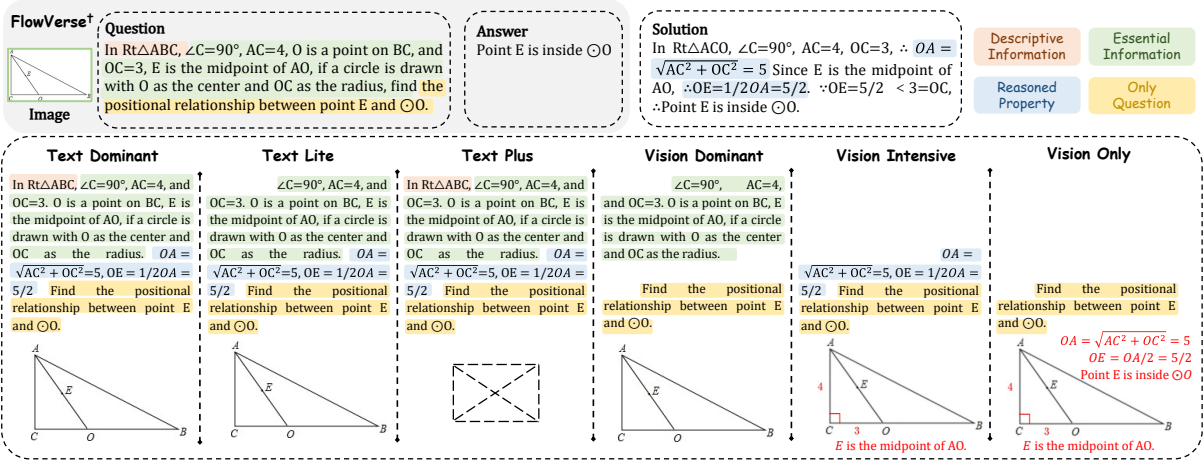 FlowVerse†
Image
Question
In Rt△ABC, ∠C=90°, AC=4, O is a point on BC, and
OC=3, E is the midpoint of AO, if a circle is drawn
with O as the center and OC as the radius, find the
positional relationship between point E and ⊙O.
Answer
Point E is inside ⊙O
Solution
In Rt△ACO, ∠C=90°, AC=4, OC=3, ∴ OA =
√AC² + OC² = 5 Since E is the midpoint of
AO, ∴OE=1/2OA=5/2. ∵OE=5/2 <3=OC,
∴Point E is inside ⊙O.
Descriptive
Information
Essential
Information
Reasoned
Property
Only
Question
Text Dominant
In Rt△ABC, ∠C=90°, AC=4, and
OC=3. O is a point on BC, E is
the midpoint of AO, if a circle is
drawn with O as the center and
OC as the radius. OA =
√AC² + OC²=5, OE = 1/2OA =
5/2 Find the positional
relationship between point E
and ⊙O.
A
E
C
O
B
Text Lite
∠C=90°, AC=4, and
OC=3. O is a point on BC, E is
the midpoint of AO, if a circle is
drawn with O as the center and
OC as the radius. OA =
√AC² + OC²=5, OE = 1/2OA =
5/2 Find the positional
relationship between point E
and ⊙O.
A
E
C
O
B
Text Plus
In Rt△ABC, ∠C=90°, AC=4, and
OC=3. O is a point on BC, E is
the midpoint of AO, if a circle is
drawn with O as the center and
OC as the radius. OA =
√AC² + OC²=5, OE = 1/2OA =
5/2 Find the positional
relationship between point E
and ⊙O.
Vision Dominant
∠C=90°, AC=4,
and OC=3. O is a point on BC, E
is the midpoint of AO, if a circle
is drawn with O as the center
and OC as the radius.
Find the positional
relationship between point E
and ⊙O.
A
E
C
O
B
Vision Intensive
OA =
√AC² + OC²=5, OE = 1/2OA =
5/2 Find the positional
relationship between point E
and ⊙O.
A
4
E
C
3
O
B
E is the midpoint of AO.
Vision Only
Find the positional
relationship between point E
and ⊙O.
OA = √AC² + OC² = 5
OE = OA/2 = 5/2
Point E is inside ⊙O
A
4
E
C
3
O
B
E is the midpoint of AO.